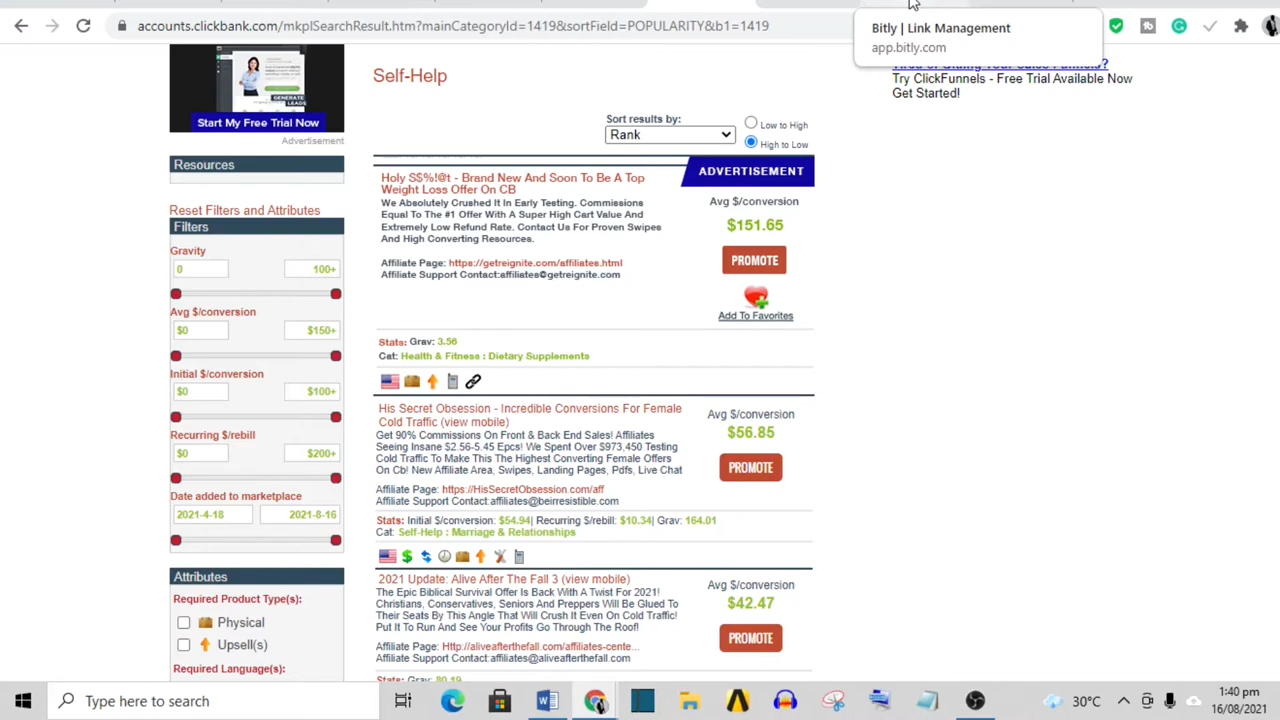 accounts.clickbank.com/mkplSearchResult.htm?mainCategoryId=1419&sortField=POPULARITY&b1=1419
Bitly | Link Management
app.bitly.com
Tired of Giving Your Sales Funnels?
Try ClickFunnels - Free Trial Available Now
Get Started!
GENERATE
LEADS
Start My Free Trial Now
Advertisement
Resources
Reset Filters and Attributes
Filters
Gravity
0 100+
Avg $/conversion
$0 $150+
Initial $/conversion
$0 $100+
Recurring $/rebill
$0 $200+
Date added to marketplace
2021-4-18 2021-8-16
Attributes
Required Product Type(s):
Physical
Upsell(s)
Required Language(s):
Self-Help
Sort results by:
Rank
Low to High
High to Low
ADVERTISEMENT
Holy S$%!@t - Brand New And Soon To Be A Top
Weight Loss Offer On CB
We Absolutely Crushed It In Early Testing. Commissions
Equal To The #1 Offer With A Super High Cart Value And
Extremely Low Refund Rate. Contact Us For Proven Swipes
And High Converting Resources.
Affiliate Page: https://getreignite.com/affiliates.html
Affiliate Support Contact:affiliates@getreignite.com
Avg $/conversion
$151.65
PROMOTE
Add To Favorites
Stats: Grav: 3.56
Cat: Health & Fitness : Dietary Supplements
His Secret Obsession - Incredible Conversions For Female
Cold Traffic (view mobile)
Get 90% Commissions On Front & Back End Sales! Affiliates
Seeing Insane $2.56-5.45 Epcs! We Spent Over $973,450 Testing
Cold Traffic To Make This The Highest Converting Female Offers
On Cb! New Affiliate Area, Swipes, Landing Pages, Pdfs, Live Chat
Affiliate Page: https://HisSecretObsession.com/aff
Affiliate Support Contact:affiliates@beirresistible.com
Avg $/conversion
$56.85
PROMOTE
Stats: Initial $/conversion: $54.94| Recurring $/rebill: $10.34| Grav: 164.01
Cat: Self-Help : Marriage & Relationships
2021 Update: Alive After The Fall 3 (view mobile)
The Epic Biblical Survival Offer Is Back With A Twist For 2021!
Christians, Conservatives, Seniors And Preppers Will Be Glued To
Their Seats By This Angle That Will Crush It Even On Cold Traffic!
Put It To Run And See Your Profits Go Through The Roof!
Affiliate Page: Http://aliveafterthefall.com/affiliates-cente...
Affiliate Support Contact:affiliates@aliveafterthefall.com
Avg $/conversion
$42.47
PROMOTE
Stats: Grav: 80.19
Type here to search
30°C
1:40 pm
16/08/2021